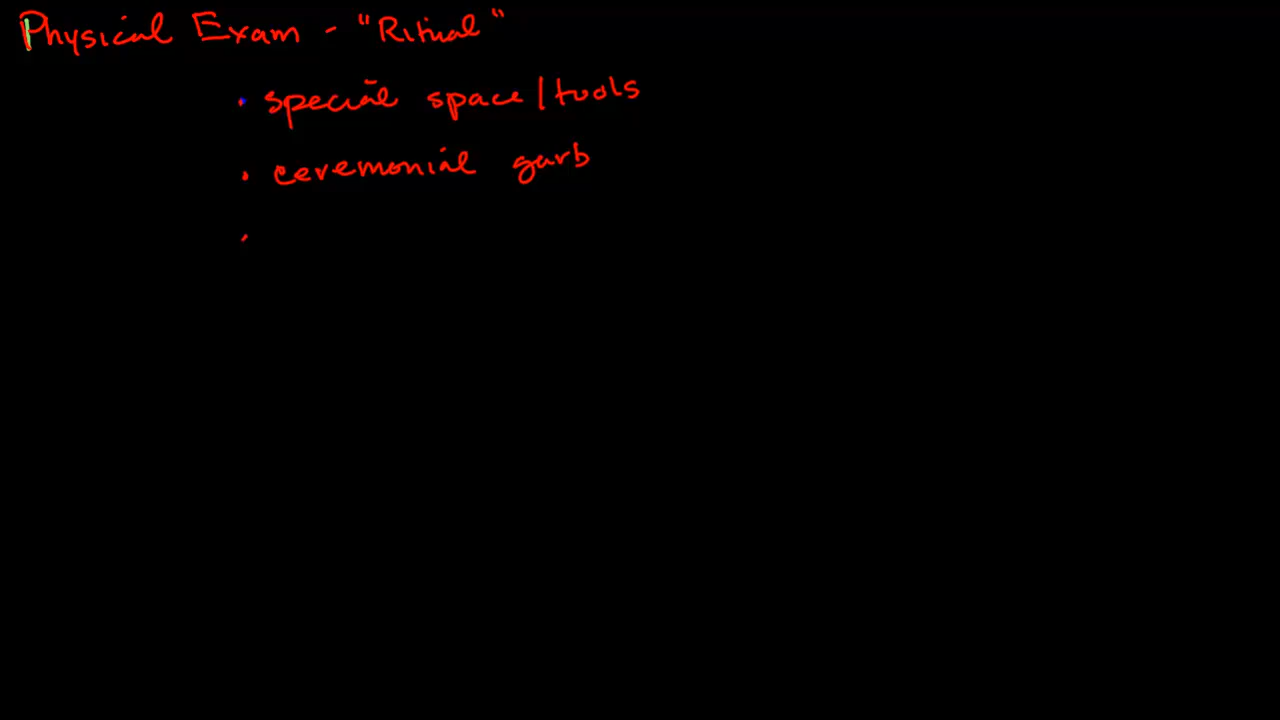 Physical Exam - "Ritual"
• special space/tools
• ceremonial garb
•